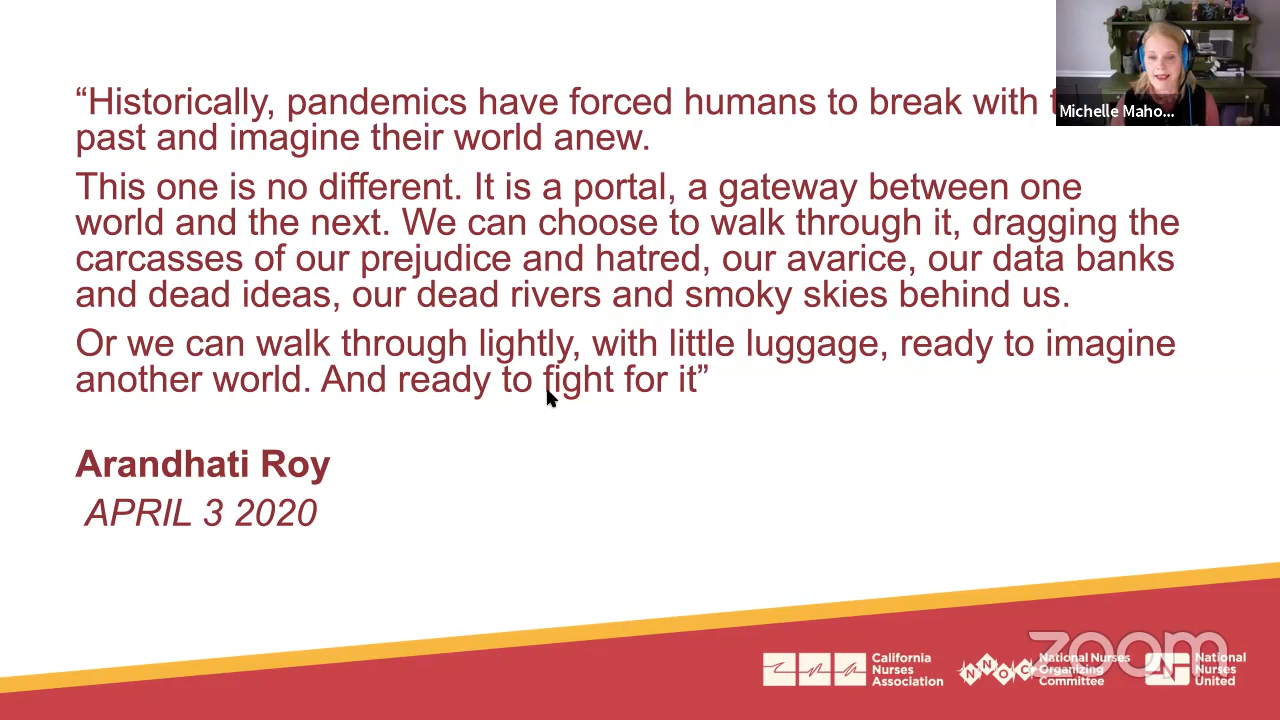 “Historically, pandemics have forced humans to break with
past and imagine their world anew.
This one is no different. It is a portal, a gateway between one
world and the next. We can choose to walk through it, dragging the
carcasses of our prejudice and hatred, our avarice, our data banks
and dead ideas, our dead rivers and smoky skies behind us.
Or we can walk through lightly, with little luggage, ready to imagine
another world. And ready to fight for it”
Arandhati Roy
APRIL 3 2020
Michelle Maho...
California
Nurses
Association
NNOC
National Nurses
Organizing
Committee
National
Nurses
United
zoom